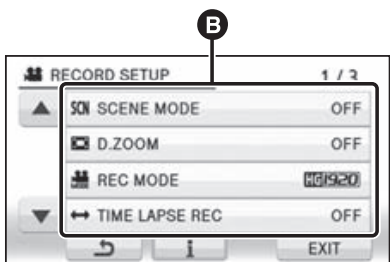 B
RECORD SETUP 1 / 3
SCN SCENE MODE OFF
D.ZOOM OFF
REC MODE HG1920
TIME LAPSE REC OFF
i EXIT